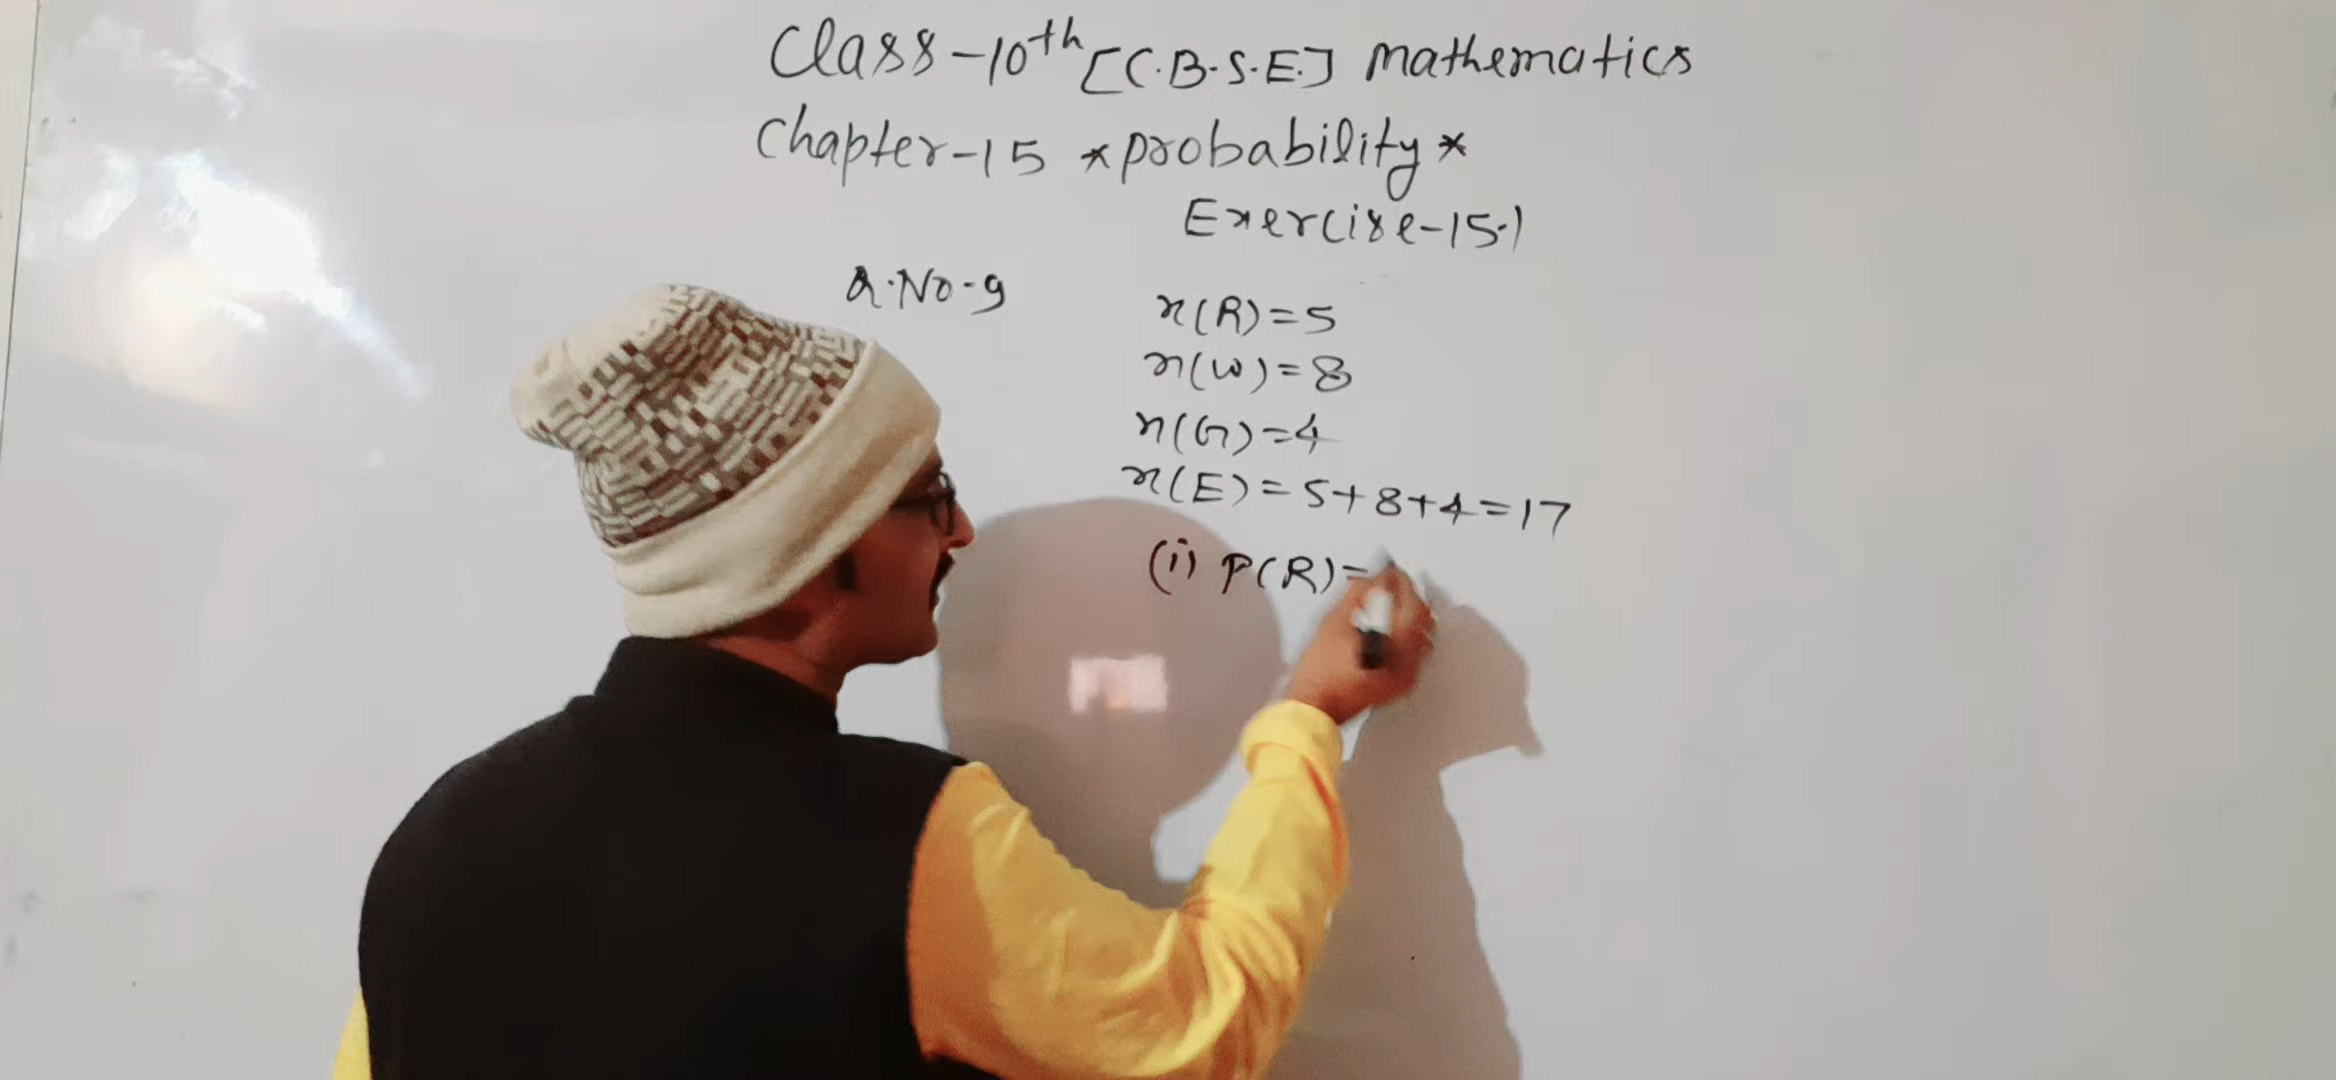 Class-10th [C.B.S.E.] Mathematics
Chapter-15 *probability*
Exercise-15.1
Q.No-9
n(R)=5
n(W)=8
n(G)=4
n(E)=5+8+4=17
(i) P(R)=